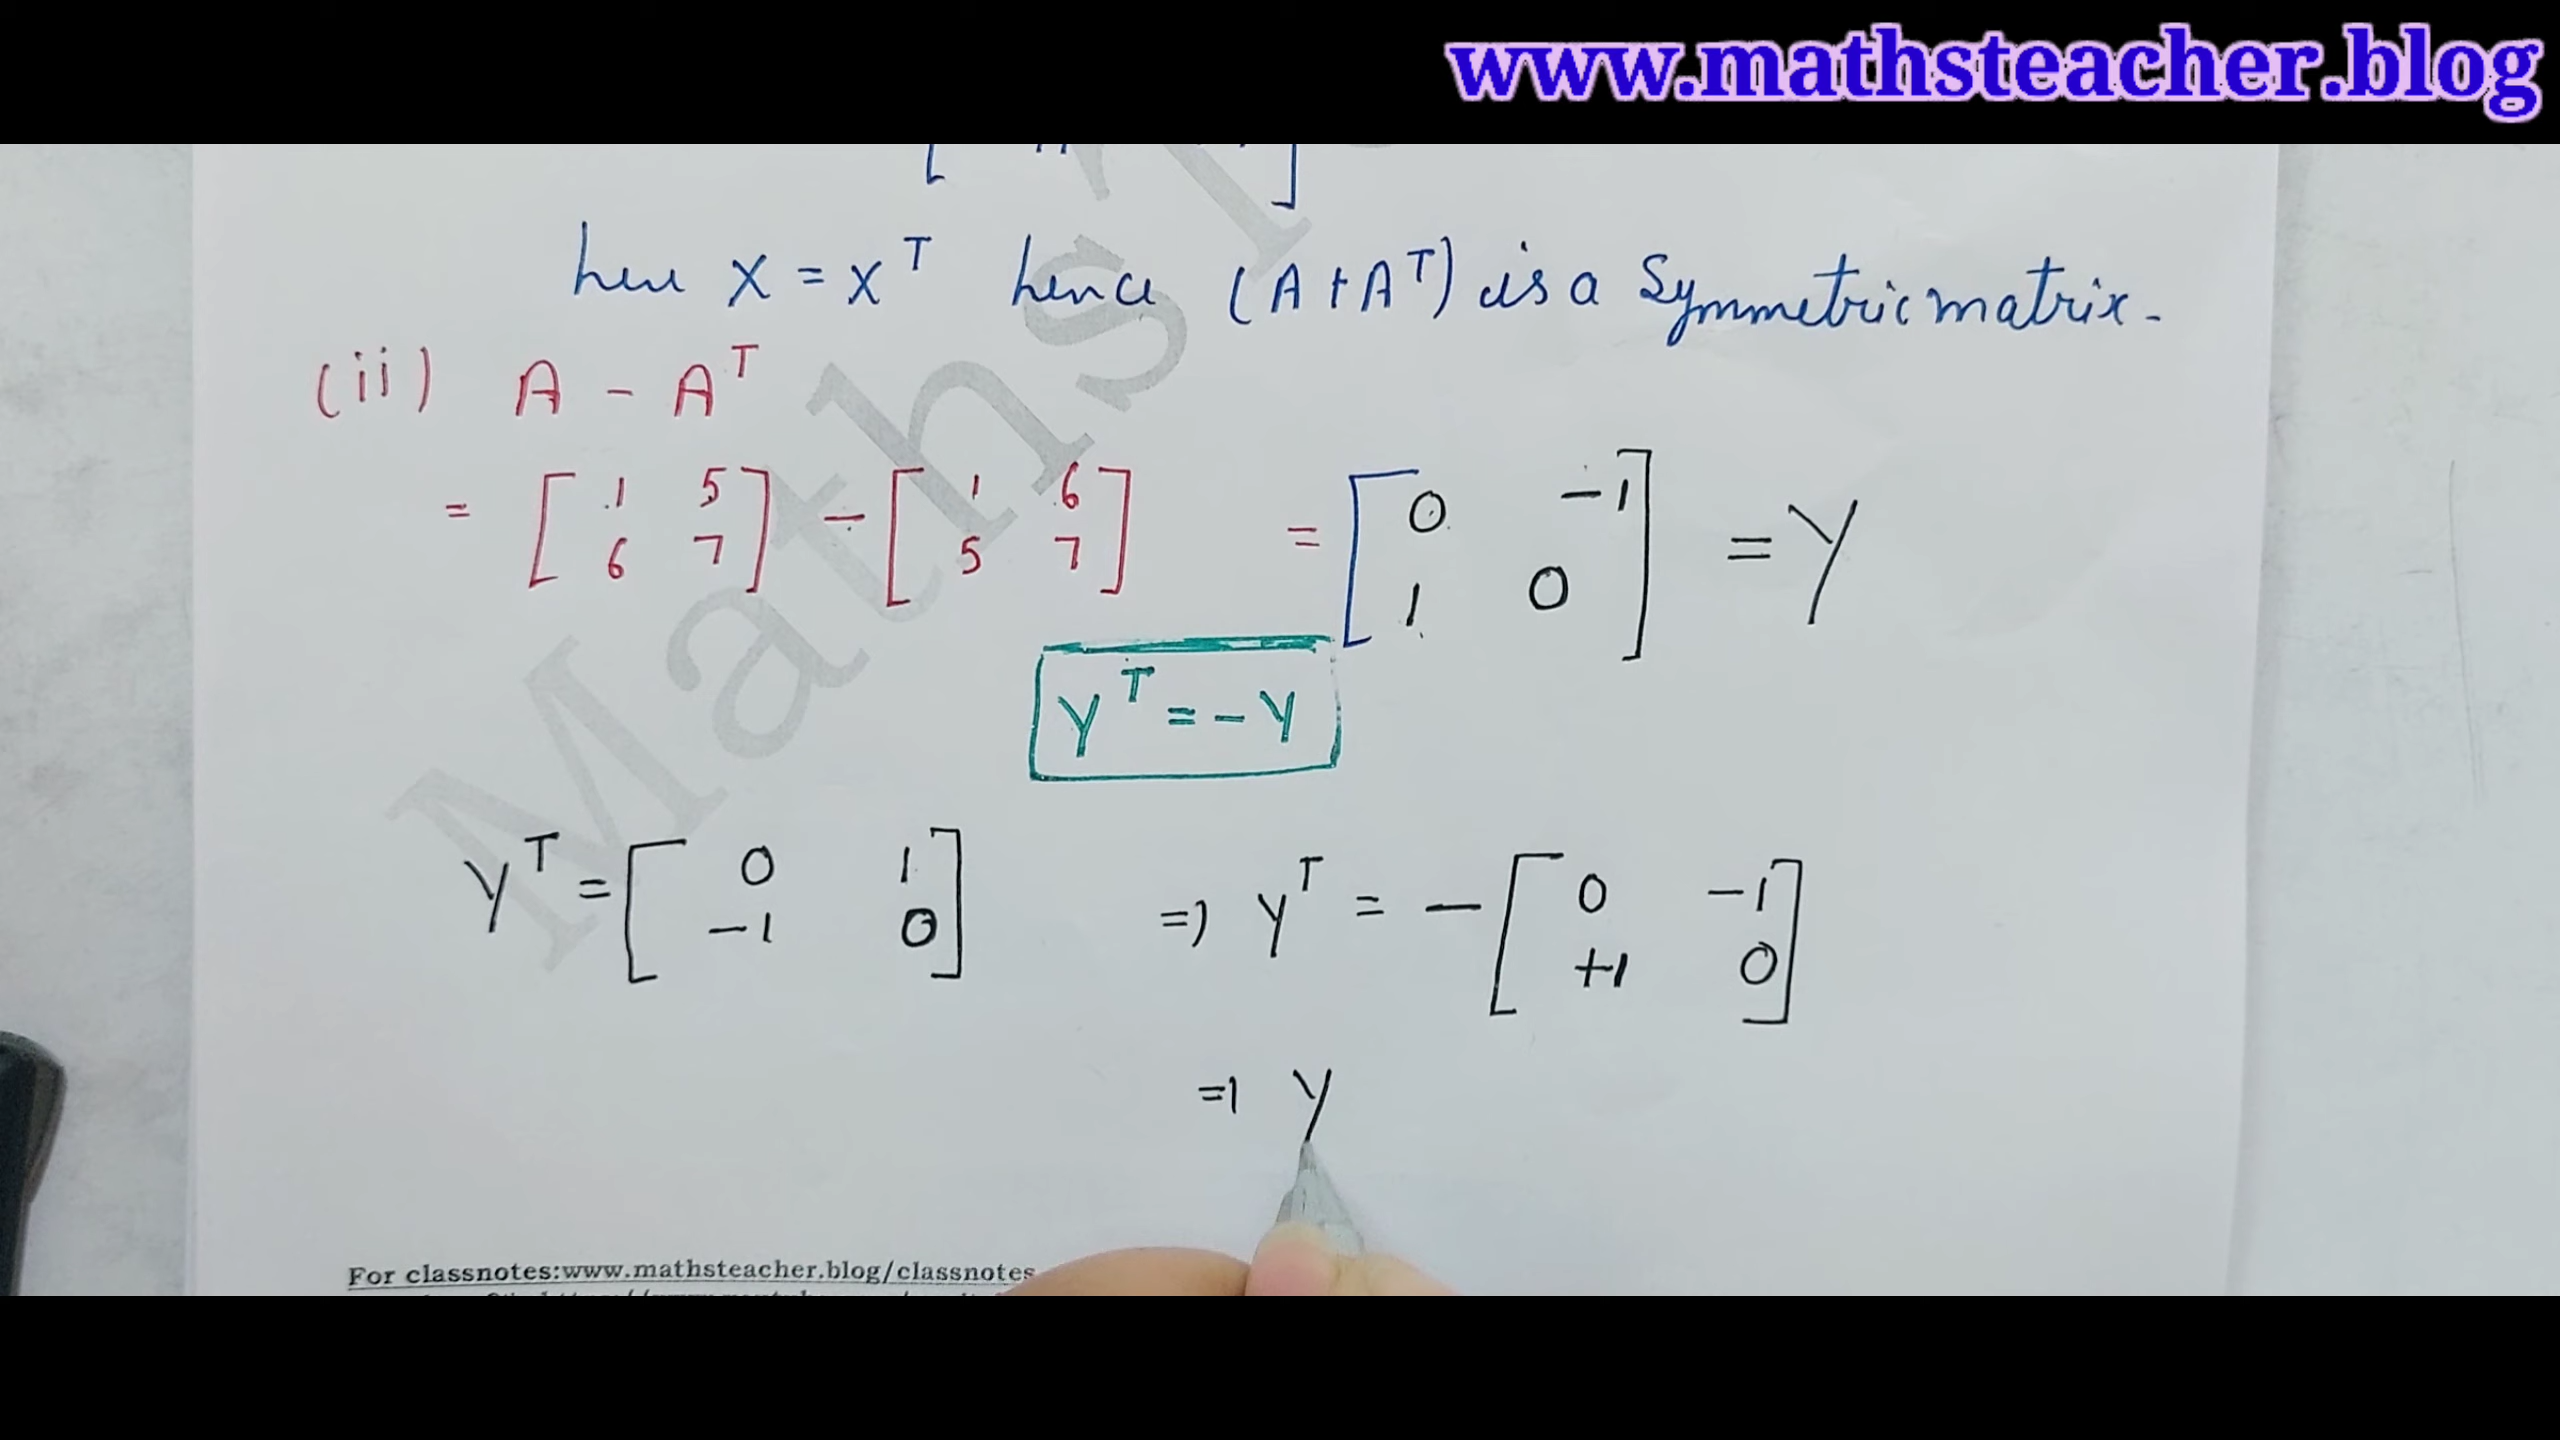 www.mathsteacher.blog
here X = X^T hence (A + A^T) is a Symmetric matrix.
(ii) A - A^T
= [1 5; 6 7] - [1 6; 5 7] = [0 -1; 1 0] = Y
Y^T = -Y
Y^T = [0 1; -1 0] => Y^T = -[0 -1; +1 0]
=> Y
For classnotes:www.mathsteacher.blog/classnotes